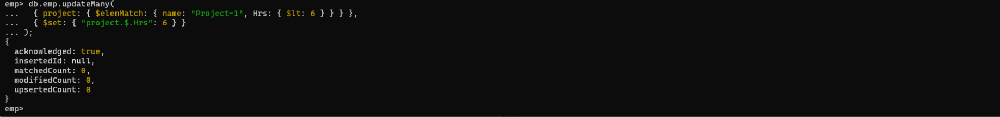 emp> db.emp.updateMany(
...   { project: { $elemMatch: { name: "Project-1", Hrs: { $lt: 6 } } } },
...   { $set: { "project.$.Hrs": 6 } }
... );
{
  acknowledged: true,
  insertedId: null,
  matchedCount: 0,
  modifiedCount: 0,
  upsertedCount: 0
}
emp>